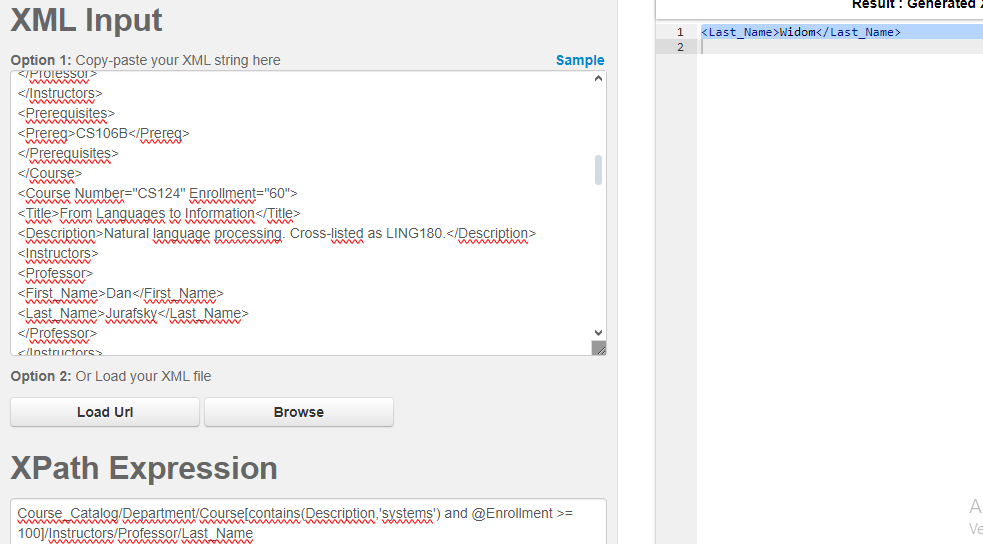 XML Input
Option 1: Copy-paste your XML string here
Sample
</Professor>
</Instructors>
<Prerequisites>
<Prereq>CS106B</Prereq>
</Prerequisites>
</Course>
<Course Number="CS124" Enrollment="60">
<Title>From Languages to Information</Title>
<Description>Natural language processing. Cross-listed as LING180.</Description>
<Instructors>
<Professor>
<First_Name>Dan</First_Name>
<Last_Name>Jurafsky</Last_Name>
</Professor>
</Instructors>
Option 2: Or Load your XML file
Load Url
Browse
XPath Expression
Course_Catalog/Department/Course[contains(Description,'systems') and @Enrollment >=
100]/Instructors/Professor/Last_Name
Result : Generated
1 <Last_Name>Widom</Last_Name>
2